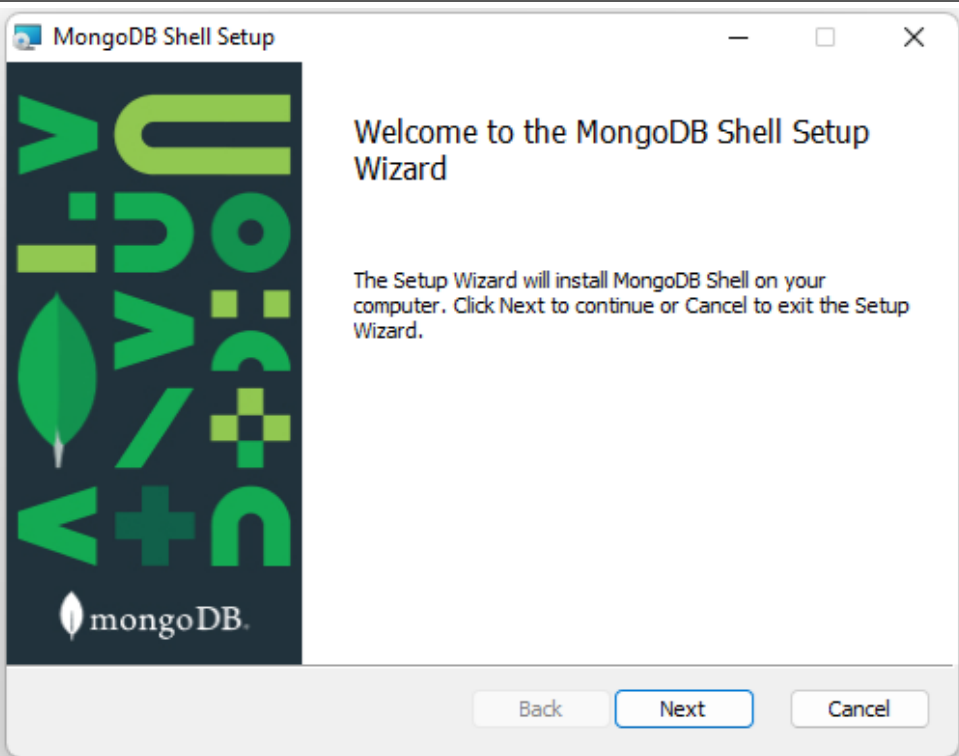 MongoDB Shell Setup
Welcome to the MongoDB Shell Setup
Wizard
The Setup Wizard will install MongoDB Shell on your
computer. Click Next to continue or Cancel to exit the Setup
Wizard.
mongoDB.
Back
Next
Cancel